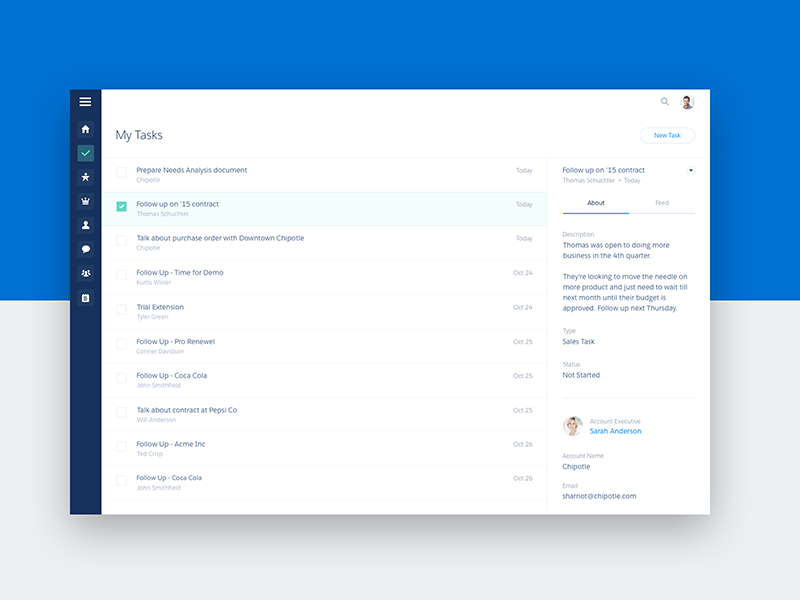 My Tasks
New Task
Prepare Needs Analysis document
Today
Chipotle
Follow up on '15 contract
Today
Thomas Schuchter
Talk about purchase order with Downtown Chipotle
Today
Chipotle
Follow Up - Time for Demo
Oct 24
Kurtis Wisler
Trial Extension
Oct 24
Tyler Green
Follow Up - Pro Renewel
Oct 25
Conner Davidson
Follow Up - Coca Cola
Oct 25
John Smithfield
Talk about contract at Pepsi Co
Oct 25
Will Anderson
Follow Up - Acme Inc
Oct 26
Ted Crisp
Follow Up - Coca Cola
Oct 26
John Smithfield
Follow up on '15 contract
Thomas Schuchter • Today
About
Feed
Description
Thomas was open to doing more
business in the 4th quarter.
They're looking to move the needle on
more product and just need to wait till
next month until their budget is
approved. Follow up next Thursday.
Type
Sales Task
Status
Not Started
Account Executive
Sarah Anderson
Account Name
Chipotle
Email
sharriot@chipotle.com